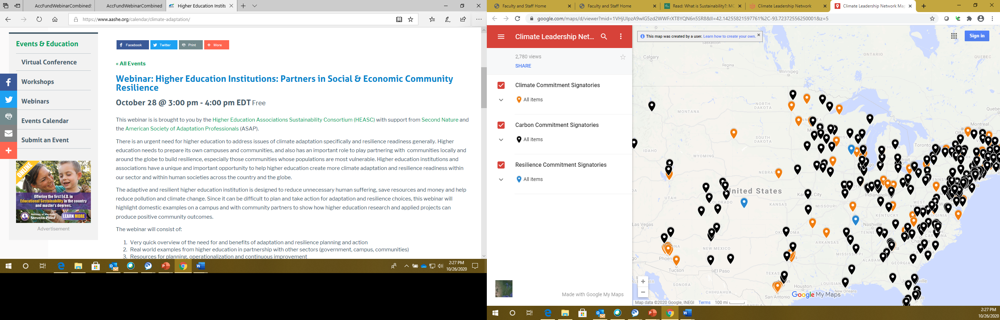 AccFundWebinarCombined
AccFundWebinarCombined
Higher Education Institu
https://www.aashe.org/calendar/climate-adaptation/
Events & Education
Virtual Conference
Workshops
Webinars
Events Calendar
Submit an Event
ONLINE
Offering the first Ed.D. in
Educational Sustainability in the country
and master's degrees.
University of Wisconsin
Stevens Point
LEARN MORE
Advertisement
Facebook
Twitter
Print
More
« All Events
Webinar: Higher Education Institutions: Partners in Social & Economic Community
Resilience
October 28 @ 3:00 pm - 4:00 pm EDT Free
This webinar is is brought to you by the Higher Education Associations Sustainability Consortium (HEASC) with support from Second Nature and
the American Society of Adaptation Professionals (ASAP).
There is an urgent need for higher education to address issues of climate adaptation specifically and resilience readiness generally. Higher
education needs to prepare its own campuses and communities, and also has an important role to play partnering with communities locally and
around the globe to build resilience, especially those communities whose populations are most vulnerable. Higher education institutions and
associations have a unique and important opportunity to help higher education create more climate adaptation and resilience readiness within
our sector and within human societies across the country and the globe.
The adaptive and resilient higher education institution is designed to reduce unnecessary human suffering, save resources and money and help
reduce pollution and climate change. Since it can be difficult to plan and take action for adaptation and resilience choices, this webinar will
highlight domestic examples on a campus and with community partners to show how higher education research and applied projects can
produce positive community outcomes.
The webinar will consist of:
1. Very quick overview of the need for and benefits of adaptation and resilience planning and action
2. Real world examples from higher education in partnership with other sectors (government, campus, communities)
3. Resources for planning, operationalization and continuous improvement
2:27 PM
10/26/2020
Faculty and Staff Home
Faculty and Staff Home
Read: What is Sustainability?: MC
Climate Leadership Network
Climate Leadership Network Map
google.com/maps/d/viewer?mid=1VHjUIpzA9wIG5zd2WWFrXT8YQN6n5SR8&ll=42.14255821597761%2C-93.72372556250001&z=5
Climate Leadership Net...
2,780 views
SHARE
Climate Commitment Signatories
All items
Carbon Commitment Signatories
All items
Resilience Commitment Signatories
All items
Made with Google My Maps
This map was created by a user. Learn how to create your own.
Sign in
Saskatoon
Calgary
Regina
Winnipeg
ONTARIO
QUEBEC
Quebe
Montreal
Toronto
MONTANA
NORTH
DAKOTA
SOUTH
DAKOTA
IDAHO
WYOMING
NEBRAS
United States
UTAH
COLORADO
KANSAS
Kansas City
MISSOURI
Indianapolis
WEST
VIRGINIA
KENTUCKY
Nashville
Las Vegas
OKLAHOMA
ARKANSAS
NEW MEXICO
MISSISSIPPI
ALABAMA
GEORGIA
Tucson
El Paso
TEXAS
Houston
San Antonio
New Orleans
SONORA
CHIHUAHUA
Google My Maps
Map data ©2020 Google, INEGI Terms 100 mi
2:27 PM
10/26/2020